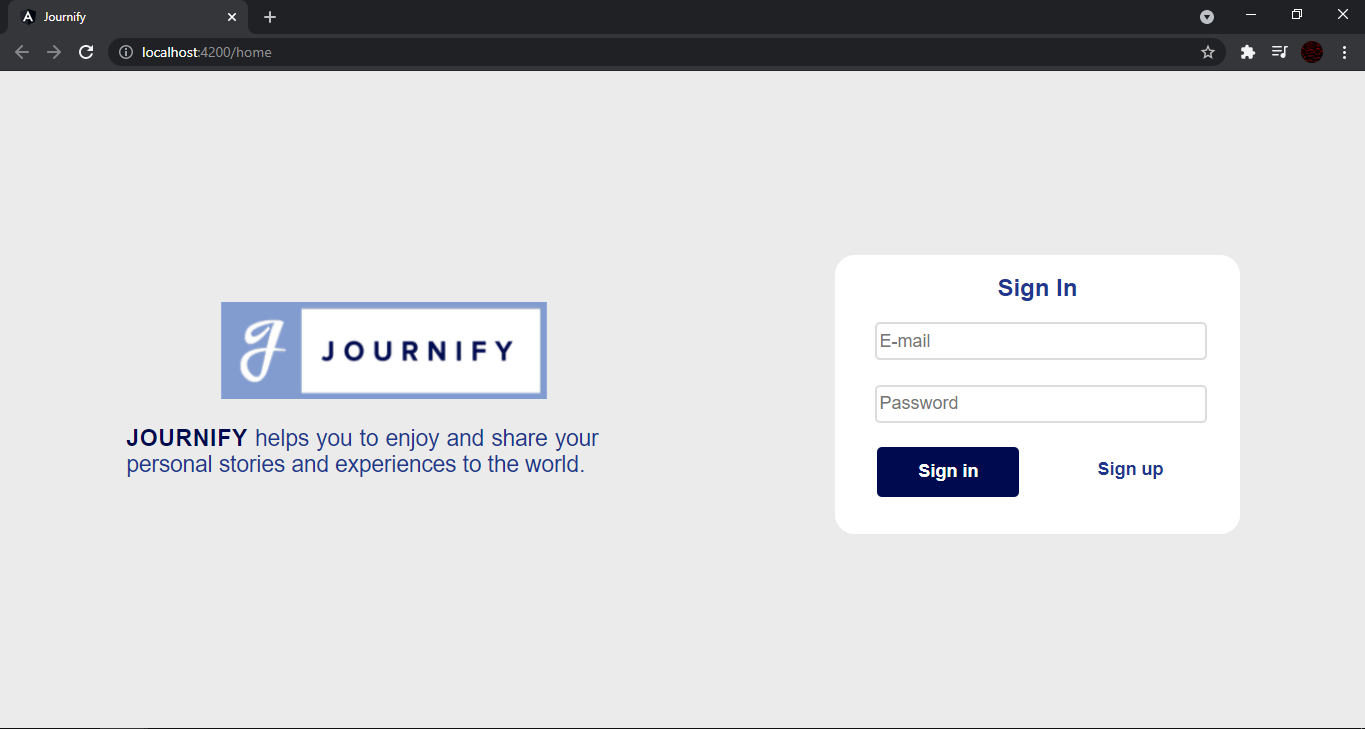 Journify
localhost:4200/home
g JOURNIFY
JOURNIFY helps you to enjoy and share your
personal stories and experiences to the world.
Sign In
E-mail
Password
Sign in
Sign up